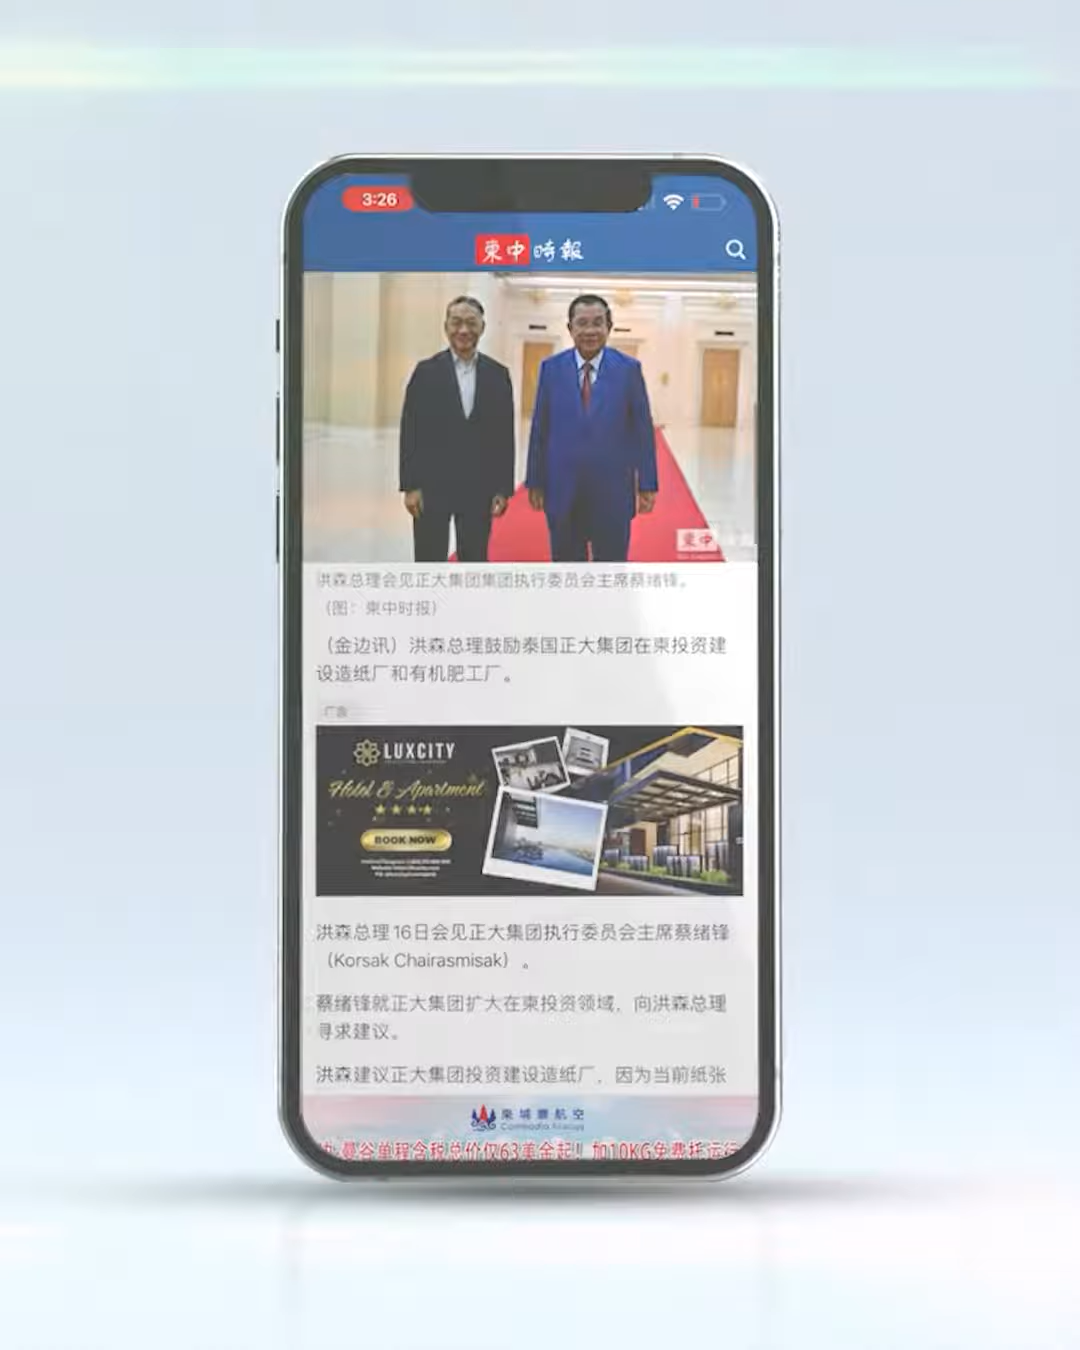 3:26
柬中時報
柬中
洪森总理会见正大集团集团执行委员会主席蔡绪锋。
（图：柬中时报）
（金边讯）洪森总理鼓励泰国正大集团在柬投资建
设造纸厂和有机肥工厂。
广告
LUXCITY
Hotel & Apartment
BOOK NOW
洪森总理16日会见正大集团执行委员会主席蔡绪锋
（Korsak Chairasmisak）。
蔡绪锋就正大集团扩大在柬投资领域，向洪森总理
寻求建议。
洪森建议正大集团投资建设造纸厂，因为当前纸张
柬埔寨航空
Cambodia Airways
曼谷单程含税总价仅63美金起！加10KG免费托运行